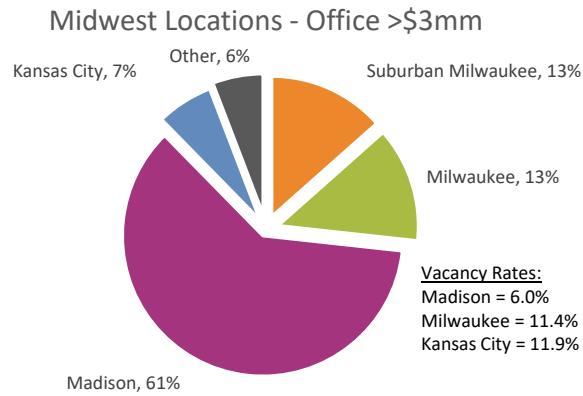 Midwest Locations - Office >$3mm
Other, 6%
Kansas City, 7%
Suburban Milwaukee, 13%
Milwaukee, 13%
Vacancy Rates:
Madison = 6.0%
Milwaukee = 11.4%
Kansas City = 11.9%
Madison, 61%